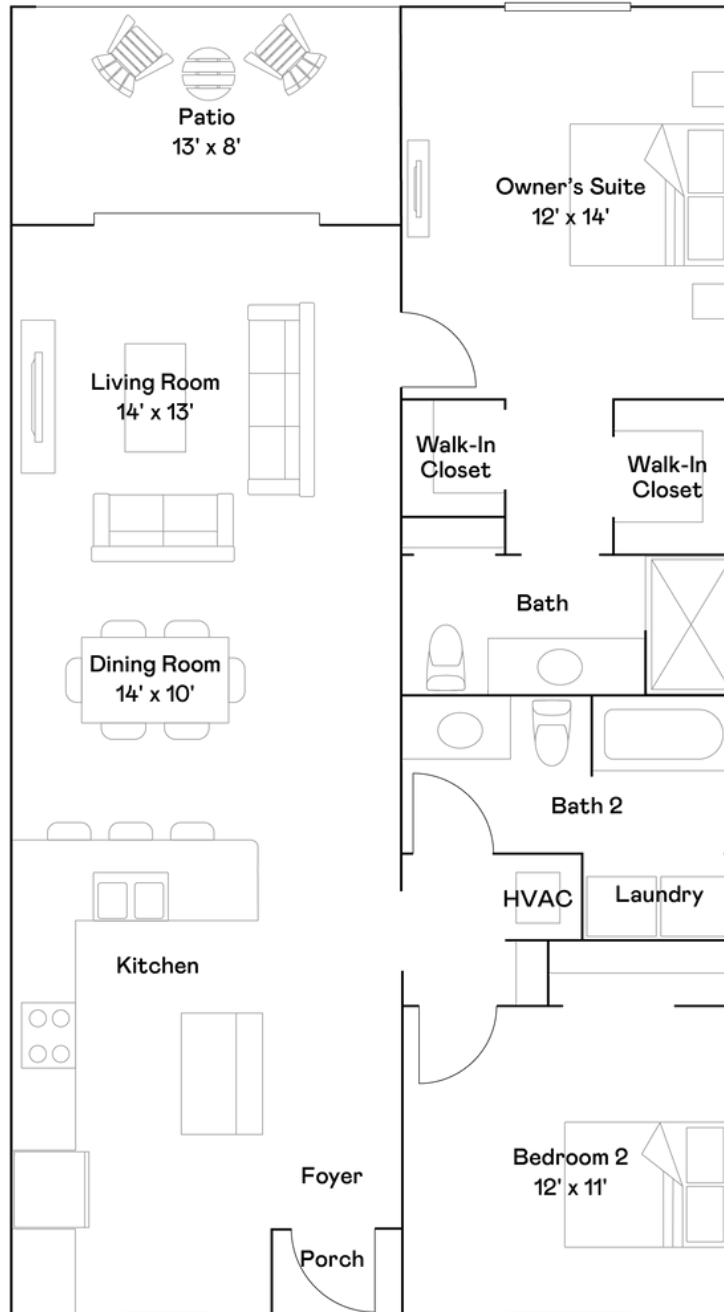 Patio
13' x 8'
Owner's Suite
12' x 14'
Living Room
14' x 13'
Walk-In
Closet
Walk-In
Closet
Bath
Dining Room
14' x 10'
Bath 2
HVAC
Laundry
Kitchen
Foyer
Bedroom 2
12' x 11'
Porch